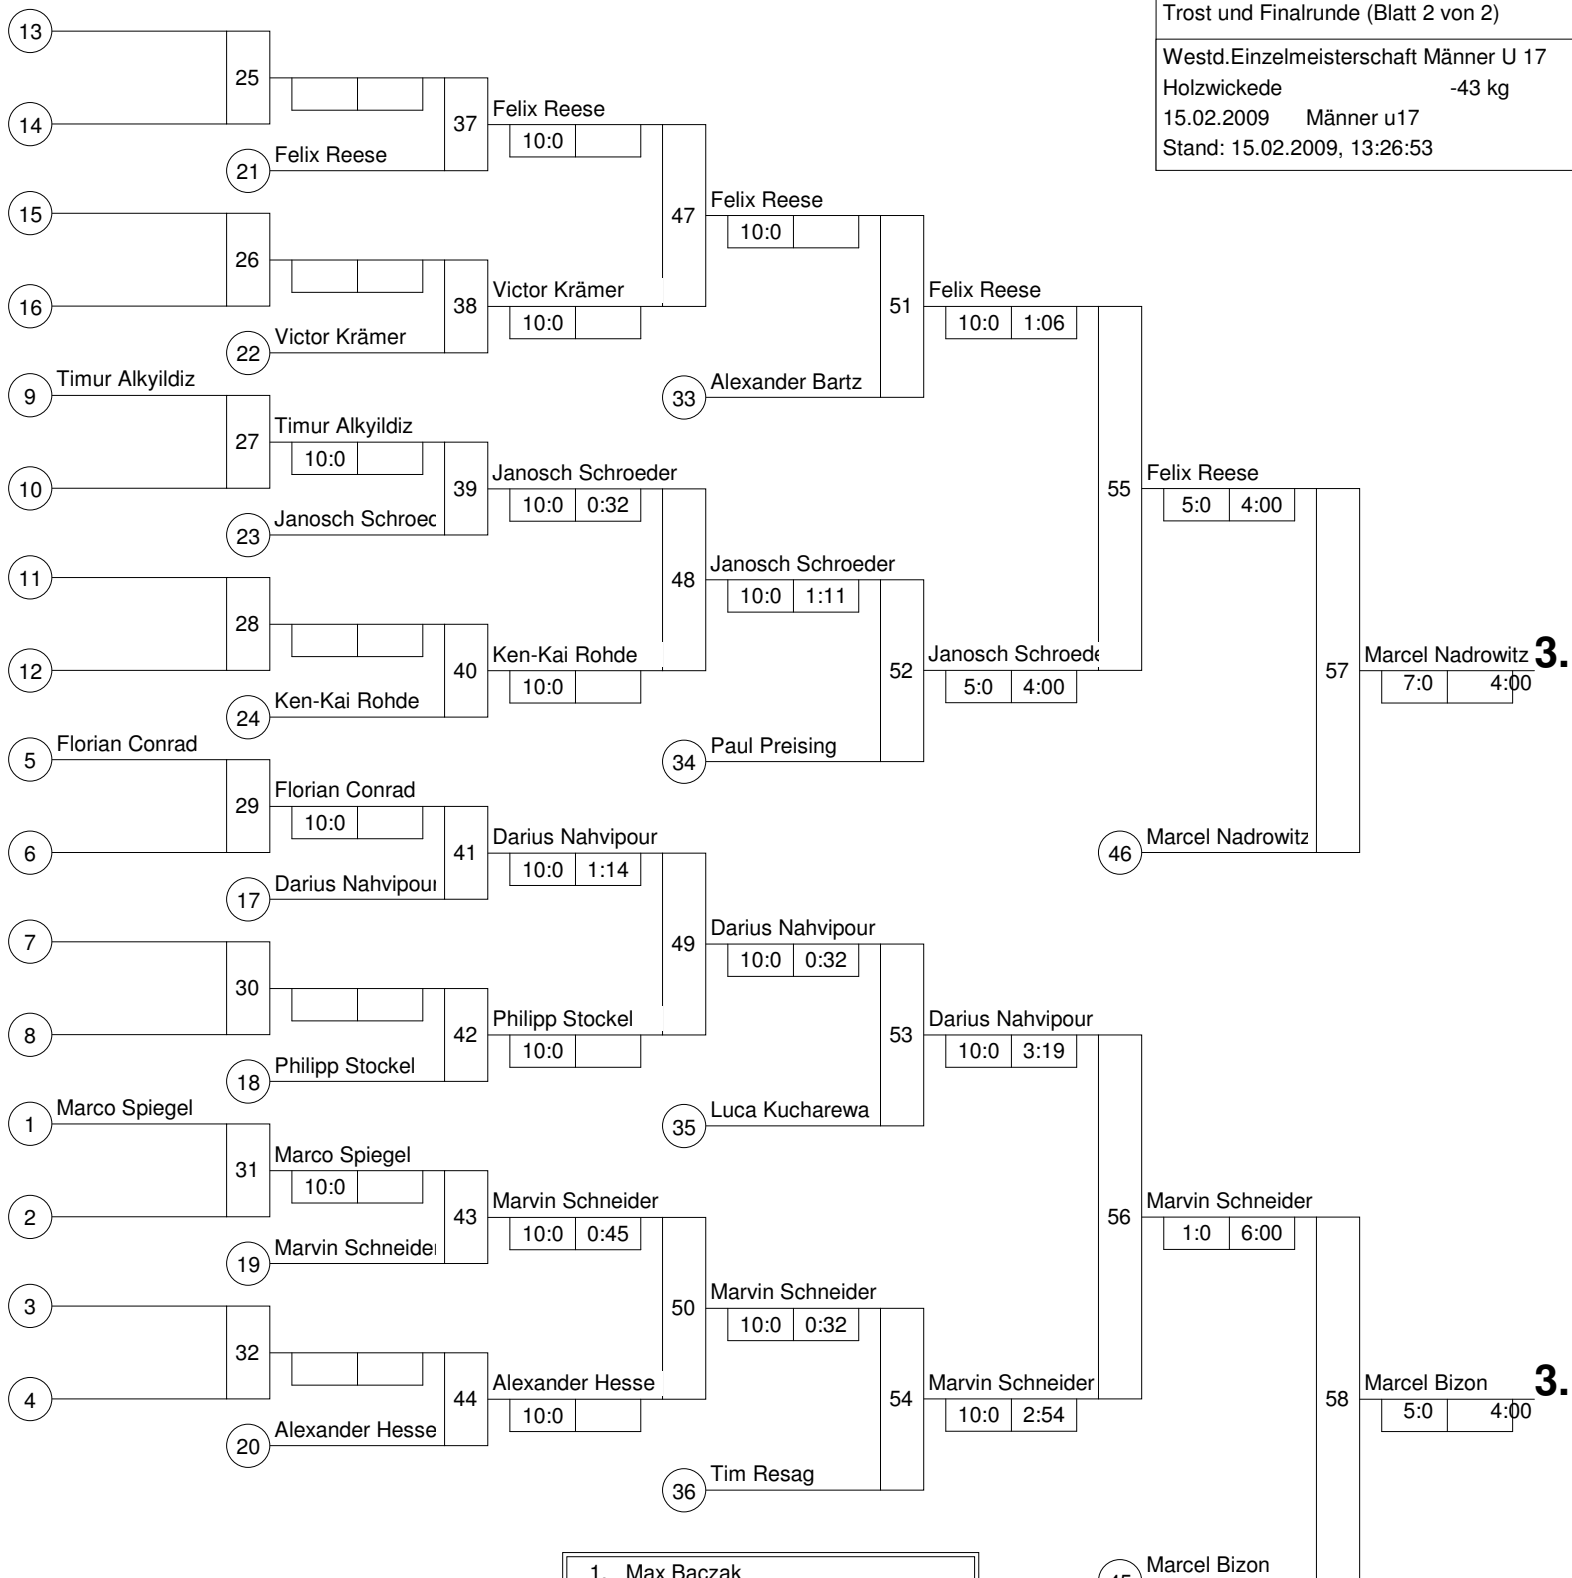 Trost und Finalrunde (Blatt 2 von 2)
Westd.Einzelmeisterschaft Männer U 17
Holzwickede -43 kg
15.02.2009 Männer u17
Stand: 15.02.2009, 13:26:53
13
25
14
37
Felix Reese
10:0
21
Felix Reese
15
47
Felix Reese
10:0
26
16
38
Victor Krämer
10:0
51
Felix Reese
10:0 1:06
22
Victor Krämer
9
Timur Alkyildiz
33
Alexander Bartz
27
Timur Alkyildiz
10:0
10
39
Janosch Schroeder
10:0 0:32
55
Felix Reese
5:0 4:00
23
Janosch Schroec
11
48
Janosch Schroeder
10:0 1:11
28
12
40
Ken-Kai Rohde
10:0
52
Janosch Schroede
5:0 4:00
57
Marcel Nadrowitz
3.
7:0 4:00
24
Ken-Kai Rohde
5
Florian Conrad
34
Paul Preising
29
Florian Conrad
10:0
6
41
Darius Nahvipour
10:0 1:14
46
Marcel Nadrowitz
17
Darius Nahvipour
7
49
Darius Nahvipour
10:0 0:32
30
8
42
Philipp Stockel
10:0
53
Darius Nahvipour
10:0 3:19
18
Philipp Stockel
1
Marco Spiegel
35
Luca Kucharewa
31
Marco Spiegel
10:0
2
43
Marvin Schneider
10:0 0:45
56
Marvin Schneider
1:0 6:00
19
Marvin Schneider
3
50
Marvin Schneider
10:0 0:32
32
4
44
Alexander Hesse
10:0
54
Marvin Schneider
10:0 2:54
58
Marcel Bizon
3.
5:0 4:00
20
Alexander Hesse
36
Tim Resag
1. Max Baczak
45
Marcel Bizon